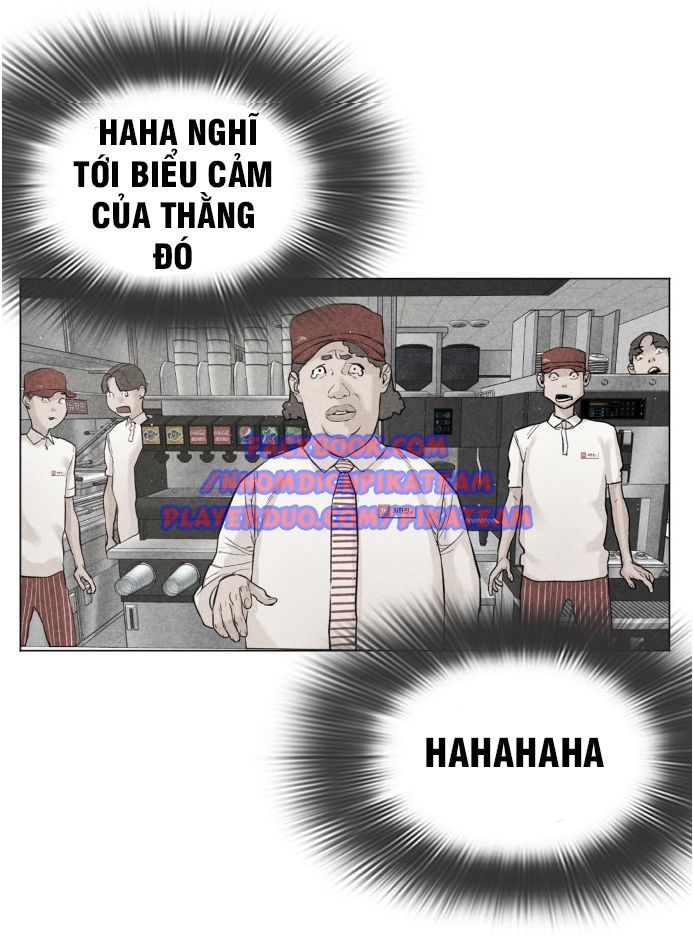 HAHA NGHĨ
TỚI BIỂU CẢM
CỦA THẰNG
ĐÓ
FACEBOOK.COM
/NHOMDICHPIKATEAM
PLAYERDUO.COM/PIKATEAM
HAHAHAHA